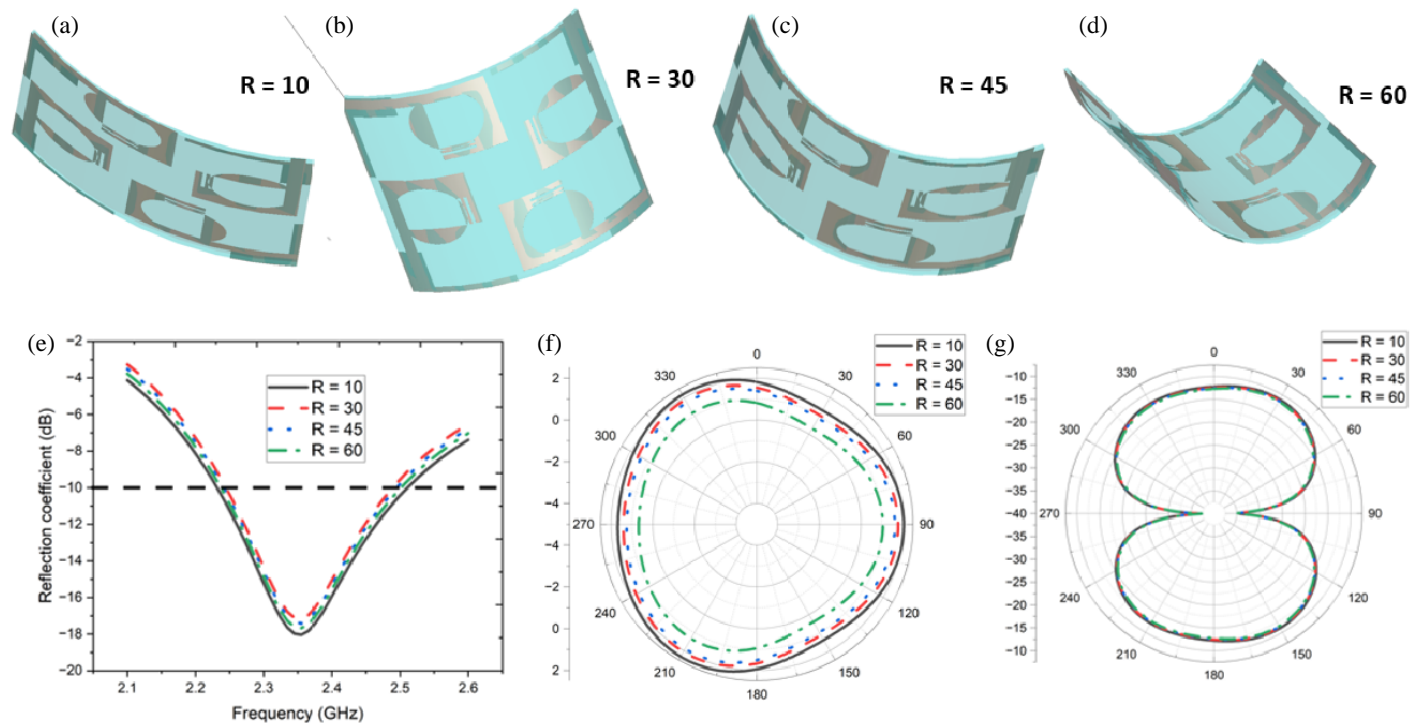 (a)
R = 10
(b)
R = 30
(c)
R = 45
(d)
R = 60
(e)
−2
−4
−6
−8
−10
−12
−14
−16
−18
−20
Reflection coefficient (dB)
R = 10
R = 30
R = 45
R = 60
2.1 2.2 2.3 2.4 2.5 2.6
Frequency (GHz)
(f)
R = 10
R = 30
R = 45
R = 60
2
0
−2
−4
−4
−2
0
2
0
30
60
90
120
150
180
210
240
270
300
330
(g)
R = 10
R = 30
R = 45
R = 60
−10
−15
−20
−25
−30
−35
−40
−35
−30
−25
−20
−15
−10
0
30
60
90
120
150
180
210
240
270
300
330